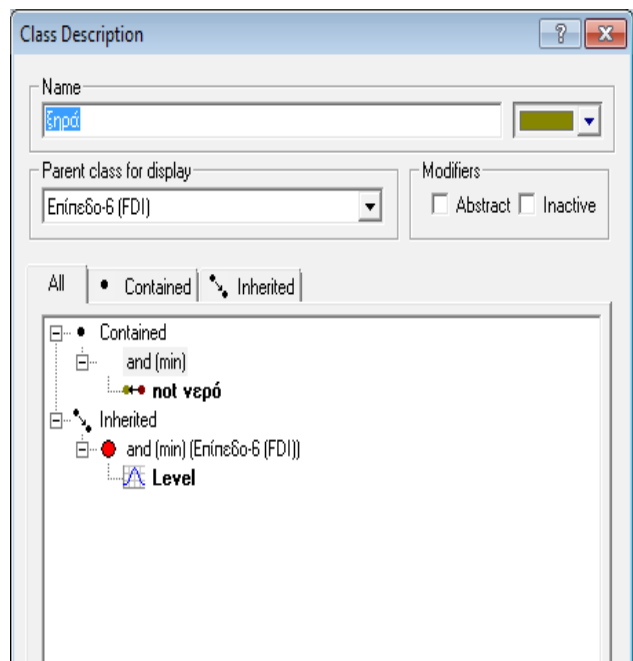 Class Description
Name
ξηρά
Parent class for display
Επίπεδο-6 (FDI)
Modifiers
Abstract
Inactive
All
Contained
Inherited
Contained
and (min)
not νερό
Inherited
and (min) (Επίπεδο-6 (FDI))
Level